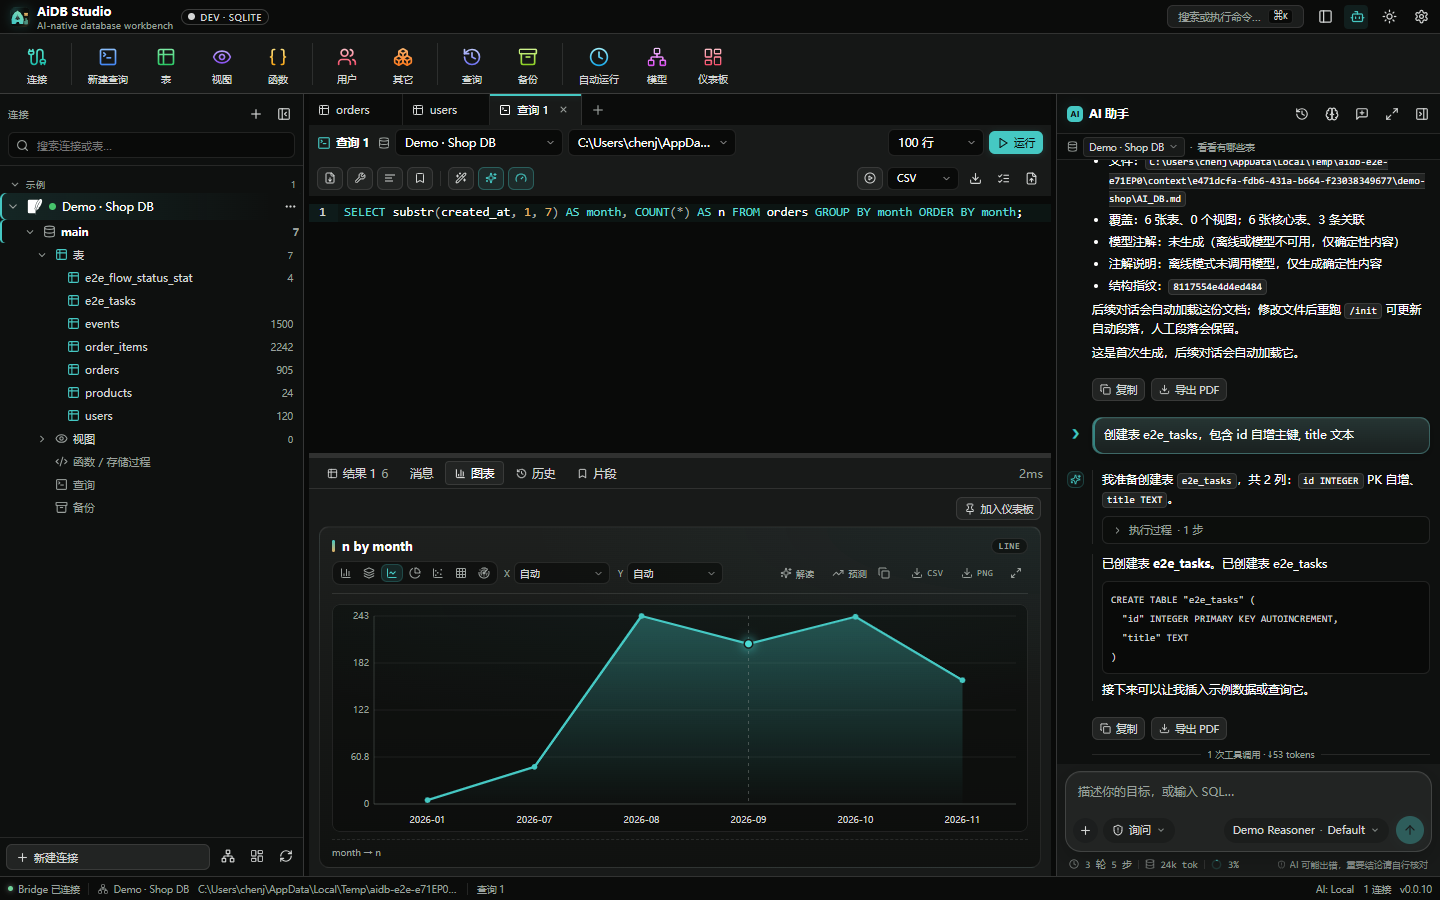 AiDB Studio
AI-native database workbench
DEV · SQLITE
搜索或执行命令...
⌘K
连接
新建查询
表
视图
函数
用户
其它
查询
备份
自动运行
模型
仪表板
连接
搜索连接或表...
示例
1
Demo · Shop DB
main
7
表
7
e2e_flow_status_stat
4
e2e_tasks
events
1500
order_items
2242
orders
905
products
24
users
120
视图
0
函数 / 存储过程
查询
备份
新建连接
orders
users
查询 1
查询 1
Demo · Shop DB
C:\Users\chenj\AppDa...
100 行
运行
CSV
1
SELECT substr(created_at, 1, 7) AS month, COUNT(*) AS n FROM orders GROUP BY month ORDER BY month;
结果 1 6
消息
图表
历史
片段
2ms
加入仪表板
n by month
LINE
X
自动
Y
自动
解读
预测
CSV
PNG
243
182
122
60.8
0
2026-01
2026-07
2026-08
2026-09
2026-10
2026-11
month → n
AI
AI 助手
Demo · Shop DB
· 看看有哪些表
文件: C:\Users\chenj\AppData\Local\Temp\aidb-e2e-
e71EP0\context\e471dcfa-fdb6-431a-b664-f23038349677\demo-
shop\AI_DB.md
覆盖：6 张表、0 个视图；6 张核心表、3 条关联
模型注解：未生成（离线或模型不可用，仅确定性内容）
注解说明：离线模式未调用模型，仅生成确定性内容
结构指纹：8117554e4d4ed484
后续对话会自动加载这份文档；修改文件后重跑 /init 可更新
自动段落，人工段落会保留。
这是首次生成，后续对话会自动加载它。
复制
导出 PDF
创建表 e2e_tasks，包含 id 自增主键, title 文本
我准备创建表 e2e_tasks，共 2 列：id INTEGER PK 自增、
title TEXT。
执行过程 · 1 步
已创建表 e2e_tasks。已创建表 e2e_tasks
CREATE TABLE "e2e_tasks" (
"id" INTEGER PRIMARY KEY AUTOINCREMENT,
"title" TEXT
)
接下来可以让我插入示例数据或查询它。
复制
导出 PDF
1 次工具调用 · ↓53 tokens
描述你的目标，或输入 SQL...
询问
Demo Reasoner · Default
3 轮 5 步
24k tok
3%
AI 可能出错，重要结论请自行核对
Bridge 已连接
Demo · Shop DB
C:\Users\chenj\AppData\Local\Temp\aidb-e2e-e71EP0...
查询 1
AI: Local
1 连接
v0.0.10